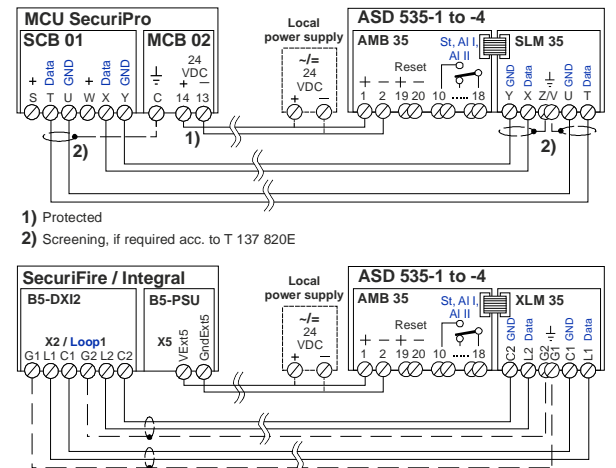 MCU SecuriPro
SCB 01
MCB 02
+ Data GND + Data GND
24
VDC
+ –
S T U W X Y C 14 13
2)
1)
Local
power supply
~/=
24
VDC
+ –
ASD 535-1 to -4
AMB 35
St, Al I,
Al II
SLM 35
Reset
+ –
1 2 19 20 10 ..... 18
GND Data GND Data
Y X Z/V U T
2)
1) Protected
2) Screening, if required acc. to T 137 820E
SecuriFire / Integral
B5-DXI2
B5-PSU
X2 / Loop1
X5
VExt5
GndExt5
G1 L1 C1 G2 L2 C2
Local
power supply
~/=
24
VDC
+ –
ASD 535-1 to -4
AMB 35
St, Al I,
Al II
XLM 35
Reset
+ –
1 2 19 20 10 ..... 18
C2 GND
L2 Data
G2
G1
C1 GND
L1 Data